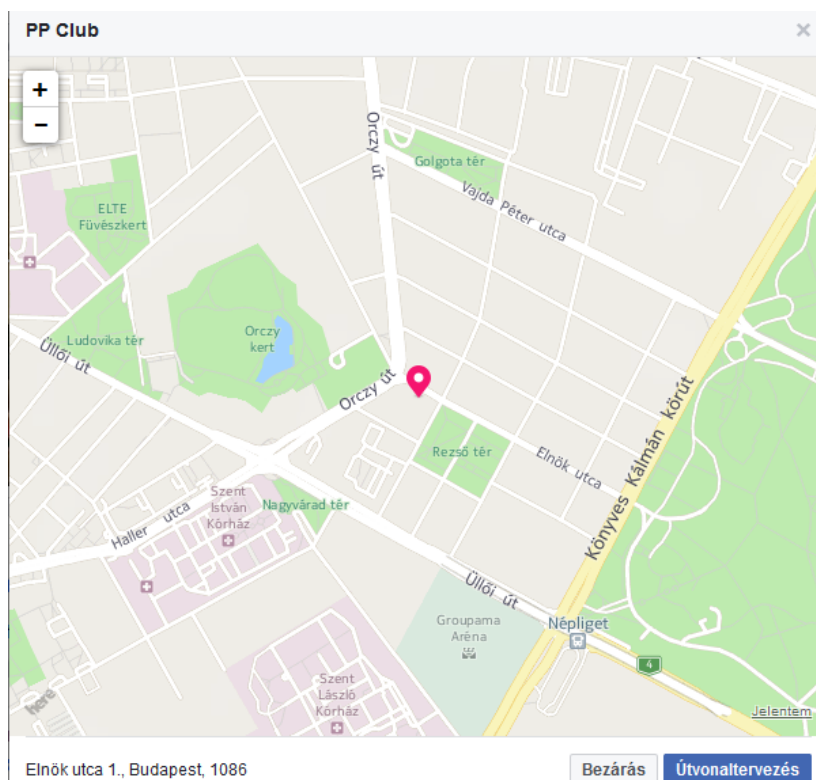 PP Club
×
+
−
Orczy út
Golgota tér
Vajda Péter utca
ELTE
Füvészkert
Ludovika tér
Üllői út
Orczy
kert
Orczy út
Rezső tér
Elnök utca
Könyves Kálmán körút
Szent
István
Kórház
Nagyvárad tér
Haller utca
Üllői út
Groupama
Aréna
Népliget
4
Szent
László
Kórház
here
Jelentem
Elnök utca 1., Budapest, 1086
Bezárás
Útvonaltervezés